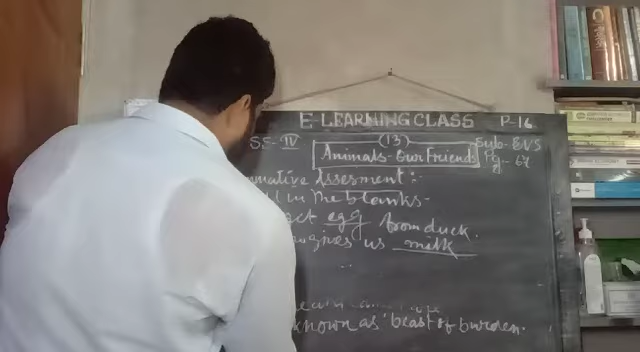 E-LEARNING CLASS P-16
SS-IV (13) Sub-EVS
Animals-Our Friends Pg-67
mative Assesment:-
ll in the blanks-
get egg from duck.
gives us milk
known as 'beast of burden.